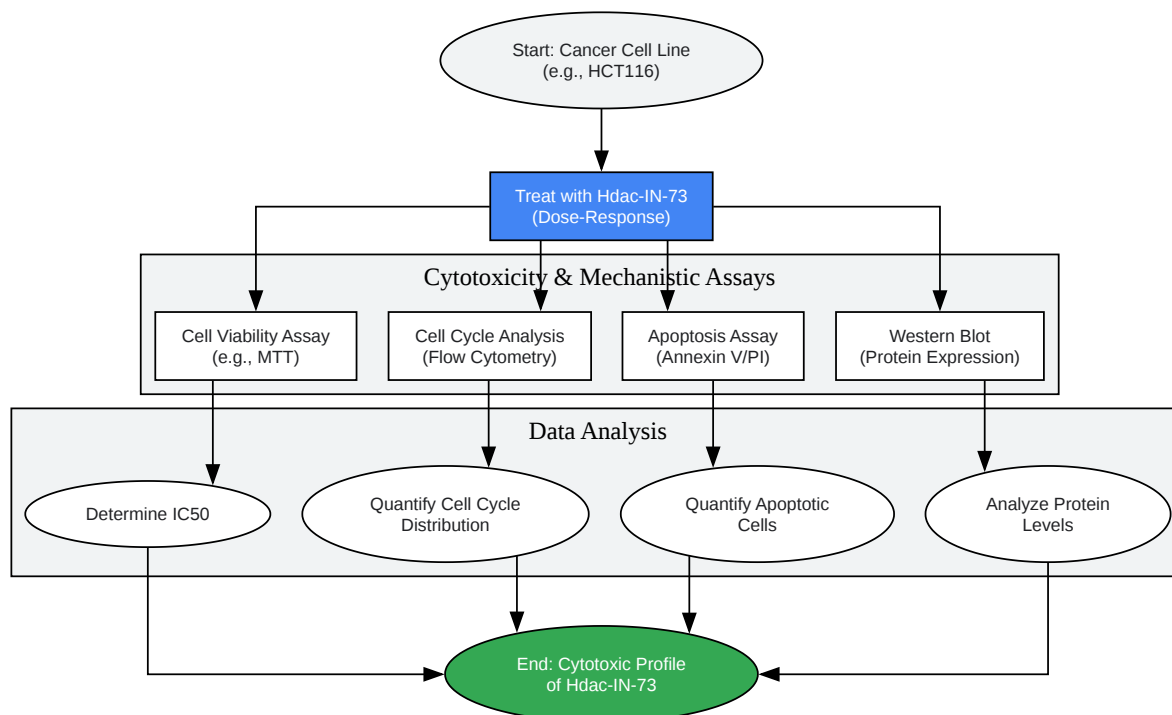 Start: Cancer Cell Line
(e.g., HCT116)
Treat with Hdac-IN-73
(Dose-Response)
Cytotoxicity & Mechanistic Assays
Cell Viability Assay
(e.g., MTT)
Cell Cycle Analysis
(Flow Cytometry)
Apoptosis Assay
(Annexin V/PI)
Western Blot
(Protein Expression)
Data Analysis
Determine IC50
Quantify Cell Cycle
Distribution
Quantify Apoptotic
Cells
Analyze Protein
Levels
End: Cytotoxic Profile
of Hdac-IN-73